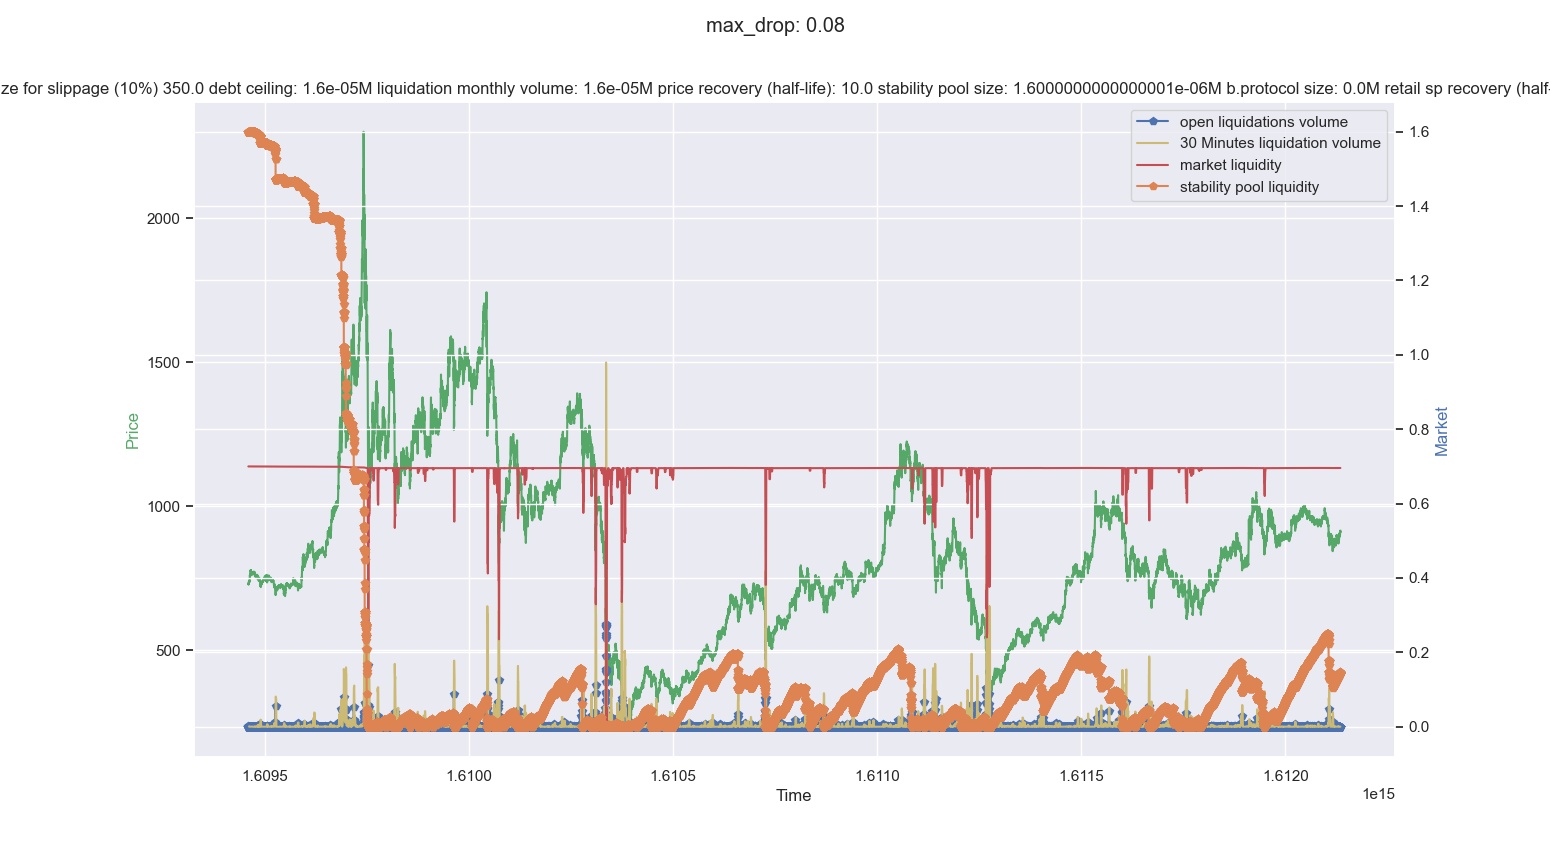 max_drop: 0.08
ze for slippage (10%) 350.0 debt ceiling: 1.6e-05M liquidation monthly volume: 1.6e-05M price recovery (half-life): 10.0 stability pool size: 1.6000000000000001e-06M b.protocol size: 0.0M retail sp recovery (half-
open liquidations volume
30 Minutes liquidation volume
market liquidity
stability pool liquidity
2000
1500
1000
500
Price
1.6
1.4
1.2
1.0
0.8
0.6
0.4
0.2
0.0
Market
1.6095 1.6100 1.6105 1.6110 1.6115 1.6120
1e15
Time